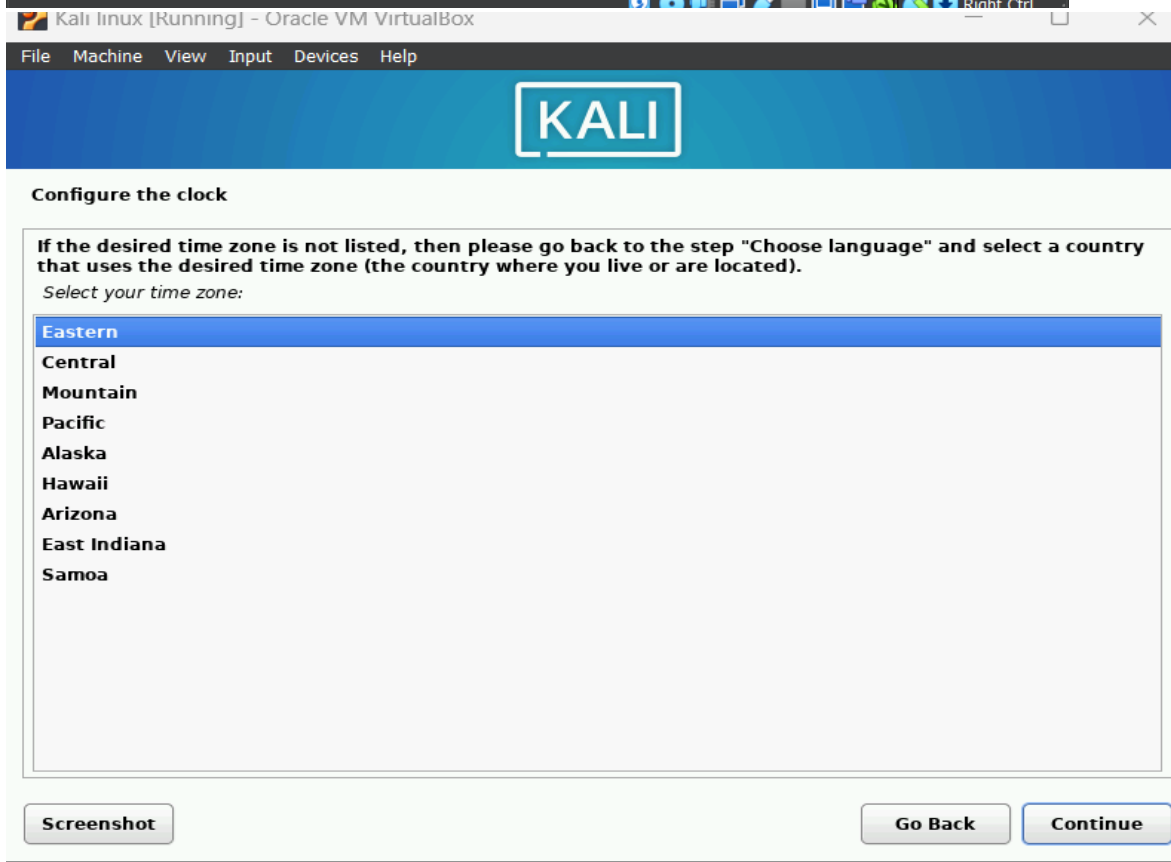 Right Ctrl
Kali linux [Running] - Oracle VM VirtualBox
File Machine View Input Devices Help
KALI
Configure the clock
If the desired time zone is not listed, then please go back to the step "Choose language" and select a country
that uses the desired time zone (the country where you live or are located).
Select your time zone:
Eastern
Central
Mountain
Pacific
Alaska
Hawaii
Arizona
East Indiana
Samoa
Screenshot Go Back Continue